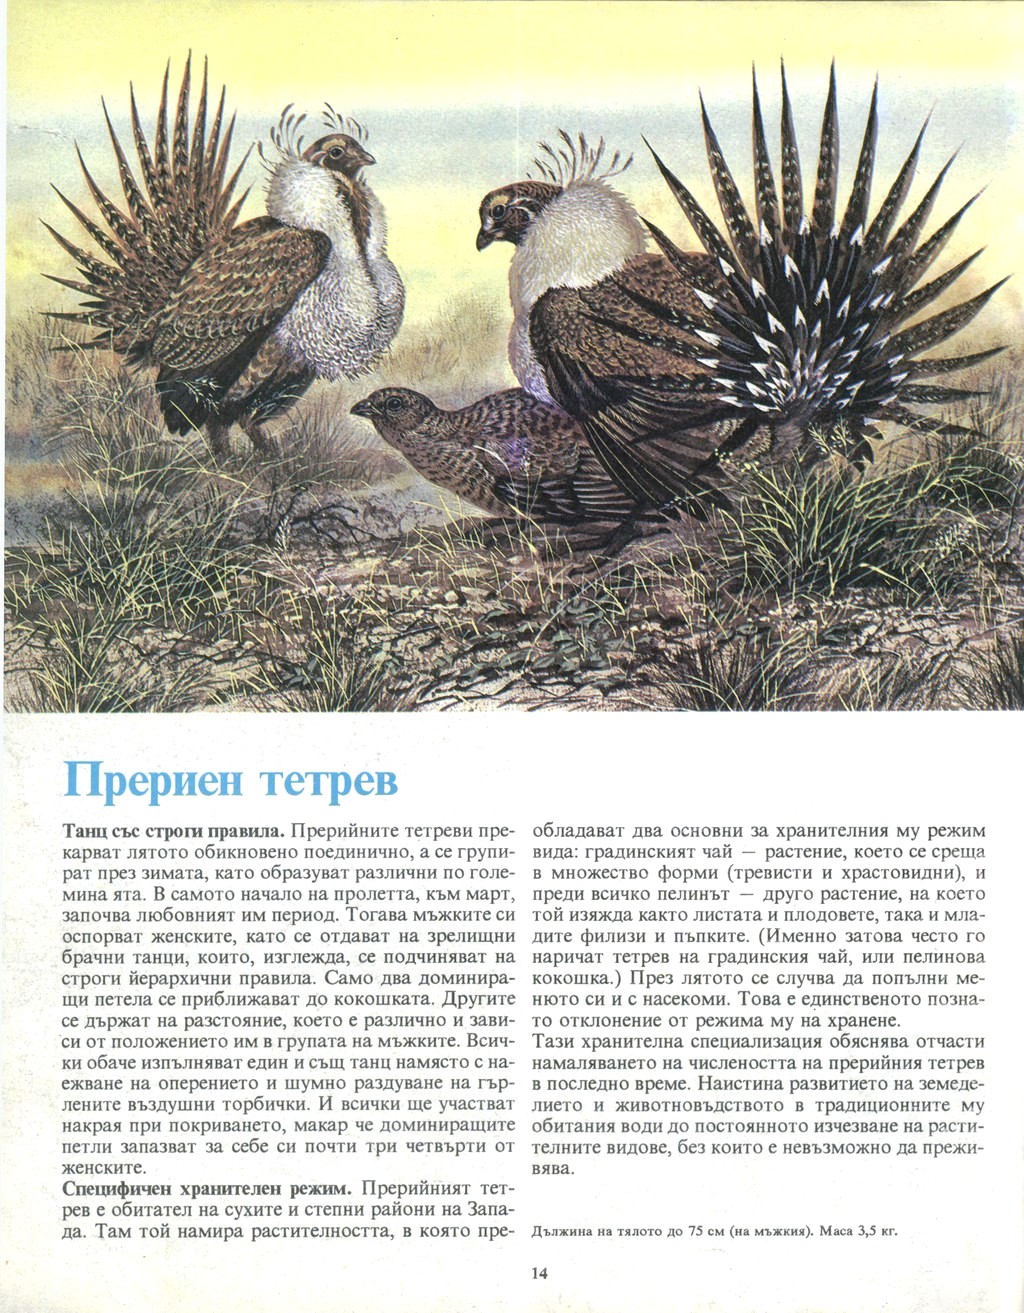 Прериен тетрев
Танц със строги правила. Прерийните тетреви пре-
карват лятото обикновено поединично, а се групи-
рат през зимата, като образуват различни по голе-
мина ята. В самото начало на пролетта, към март,
започва любовният им период. Тогава мъжките си
оспорват женските, като се отдават на зрелищни
брачни танци, които, изглежда, се подчиняват на
строги йерархични правила. Само два доминира-
щи петела се приближават до кокошката. Другите
се държат на разстояние, което е различно и зави-
си от положението им в групата на мъжките. Всич-
ки обаче изпълняват един и същ танц намясто с на-
ежване на оперението и шумно раздуване на гър-
лените въздушни торбички. И всички ще участват
накрая при покриването, макар че доминиращите
петли запазват за себе си почти три четвърти от
женските.
Специфичен хранителен режим. Прерийният тет-
рев е обитател на сухите и степни райони на Запа-
да. Там той намира растителността, в която пре-
обладават два основни за хранителния му режим
вида: градинският чай — растение, което се среща
в множество форми (тревисти и храстовидни), и
преди всичко пелинът — друго растение, на което
той изяжда както листата и плодовете, така и мла-
дите филизи и пъпките. (Именно затова често го
наричат тетрев на градинския чай, или пелинова
кокошка.) През лятото се случва да попълни ме-
нюто си и с насекоми. Това е единственото позна-
то отклонение от режима му на хранене.
Тази хранителна специализация обяснява отчасти
намаляването на числеността на прерийния тетрев
в последно време. Наистина развитието на земеде-
лието и животновъдството в традиционните му
обитания води до постоянното изчезване на расти-
телните видове, без които е невъзможно да прежи-
вява.
Дължина на тялото до 75 см (на мъжкия). Маса 3,5 кг.
14